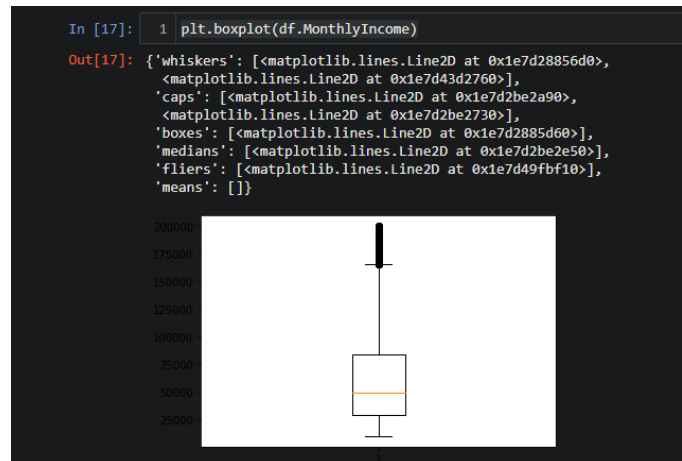 In [17]: 1 plt.boxplot(df.MonthlyIncome)
Out[17]: {'whiskers': [<matplotlib.lines.Line2D at 0x1e7d28856d0>,
<matplotlib.lines.Line2D at 0x1e7d43d2760>],
'caps': [<matplotlib.lines.Line2D at 0x1e7d2be2a90>,
<matplotlib.lines.Line2D at 0x1e7d2be2730>],
'boxes': [<matplotlib.lines.Line2D at 0x1e7d2885d60>],
'medians': [<matplotlib.lines.Line2D at 0x1e7d2be2e50>],
'fliers': [<matplotlib.lines.Line2D at 0x1e7d49fbf10>],
'means': []}
200000
175000
150000
125000
100000
75000
50000
25000
1